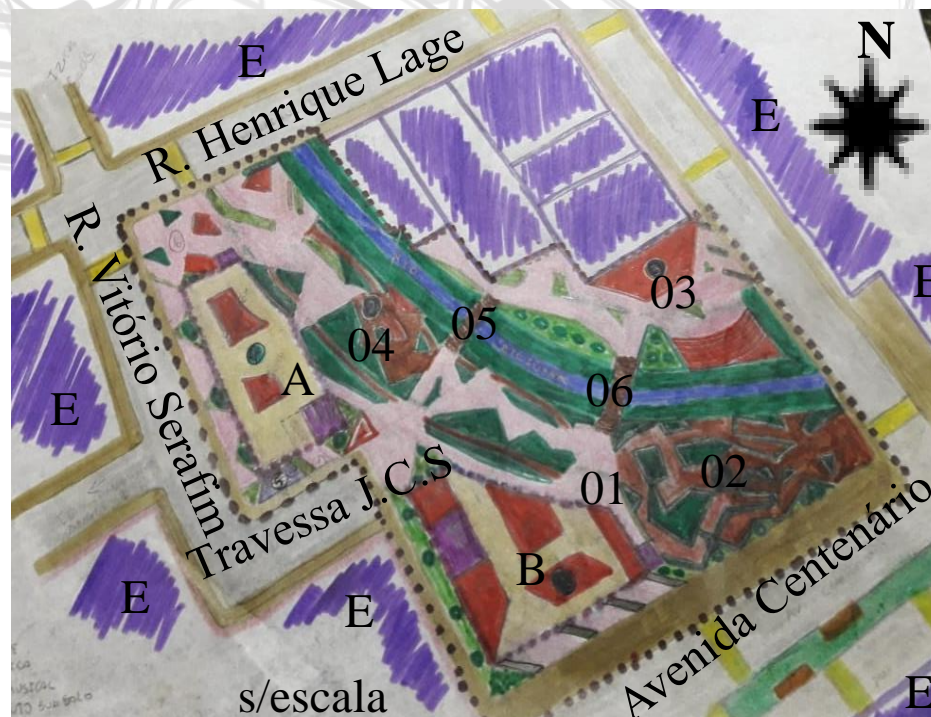 N
E
R. Henrique Lage
E
R. Vitório Serafim
E
03
05
04
A
06
E
Travessa J.C.S
01
02
B
Avenida Centenário
E
E
s/escala
E